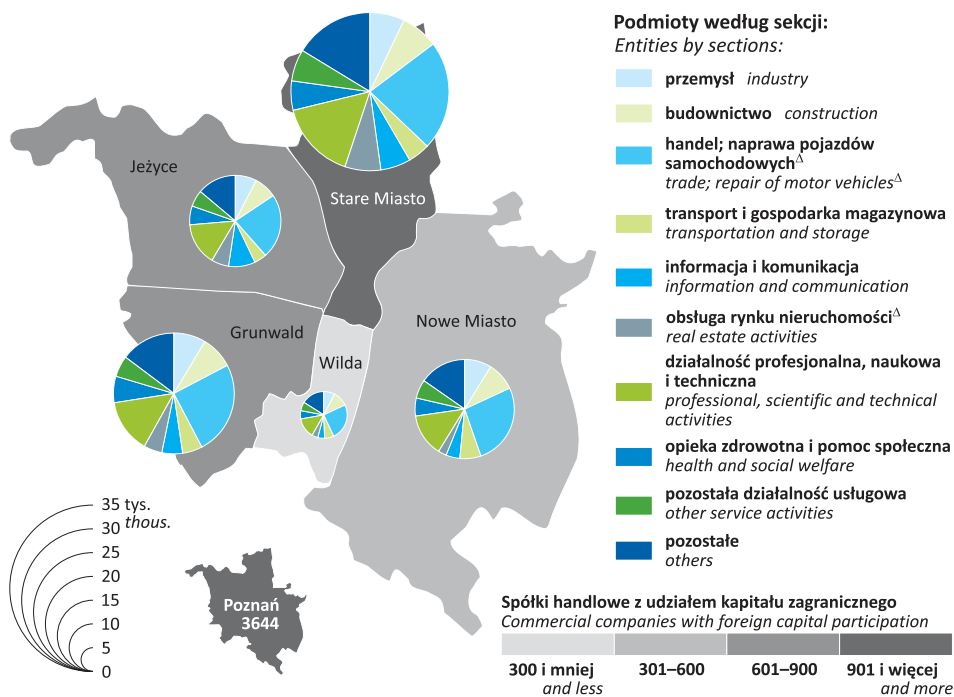 Jeżyce
Stare Miasto
Grunwald
Nowe Miasto
Wilda
Podmioty według sekcji:
Entities by sections:
przemysł industry
budownictwo construction
handel; naprawa pojazdów
samochodowychΔ
trade; repair of motor vehiclesΔ
transport i gospodarka magazynowa
transportation and storage
informacja i komunikacja
information and communication
obsługa rynku nieruchomościΔ
real estate activities
działalność profesjonalna, naukowa
i techniczna
professional, scientific and technical
activities
opieka zdrowotna i pomoc społeczna
health and social welfare
pozostała działalność usługowa
other service activities
pozostałe
others
35 tys.
thous.
30
25
20
15
10
5
0
Poznań
3644
Spółki handlowe z udziałem kapitału zagranicznego
Commercial companies with foreign capital participation
300 i mniej
and less
301–600
601–900
901 i więcej
and more